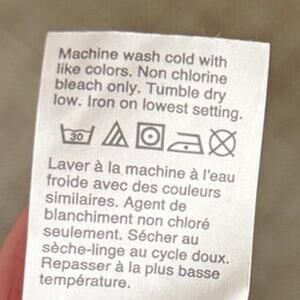 Machine wash cold with
like colors. Non chlorine
bleach only. Tumble dry
low. Iron on lowest setting.
30
Laver à la machine à l'eau
froide avec des couleurs
similaires. Agent de
blanchiment non chloré
seulement. Sécher au
sèche-linge au cycle doux.
Repasser à la plus basse
température.